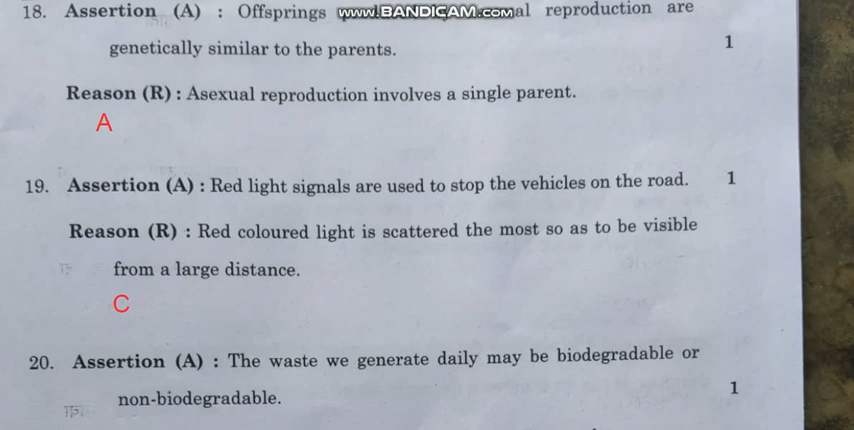 18. Assertion (A) : Offsprings www.BANDICAM.com al reproduction are
genetically similar to the parents.
1
Reason (R) : Asexual reproduction involves a single parent.
A
19. Assertion (A) : Red light signals are used to stop the vehicles on the road. 1
Reason (R) : Red coloured light is scattered the most so as to be visible
from a large distance.
C
20. Assertion (A) : The waste we generate daily may be biodegradable or
non-biodegradable.
1